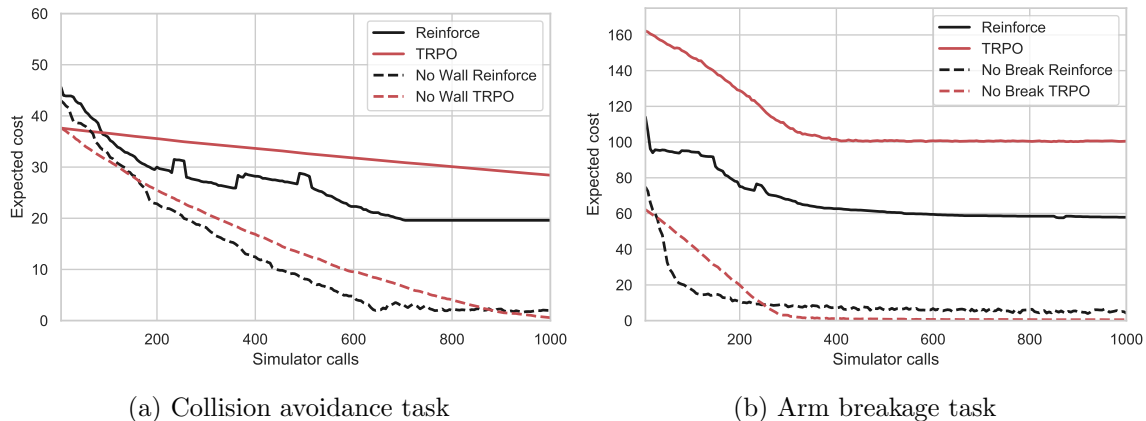 60
50
40
30
20
10
0
Expected cost
Reinforce
TRPO
No Wall Reinforce
No Wall TRPO
200
400
600
800
1000
Simulator calls
(a) Collision avoidance task
160
140
120
100
80
60
40
20
0
Expected cost
Reinforce
TRPO
No Break Reinforce
No Break TRPO
200
400
600
800
1000
Simulator calls
(b) Arm breakage task